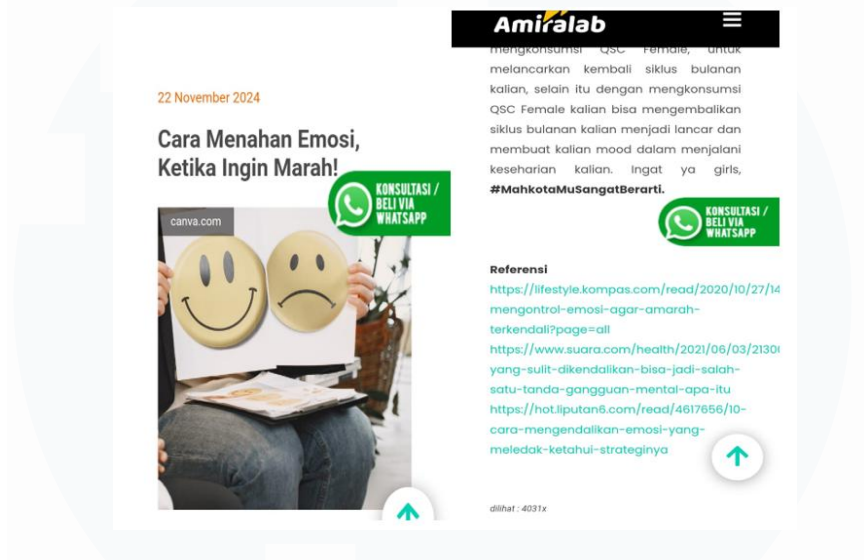 22 November 2024
Cara Menahan Emosi,
Ketika Ingin Marah!
KONSULTASI /
BELI VIA
WHATSAPP
canva.com
Amiralab
mengkonsumsi QSC Female, untuk
melancarkan kembali siklus bulanan
kalian, selain itu dengan mengkonsumsi
QSC Female kalian bisa mengembalikan
siklus bulanan kalian menjadi lancar dan
membuat kalian mood dalam menjalani
keseharian kalian. Ingat ya girls,
#MahkotaMuSangatBerarti.
KONSULTASI /
BELI VIA
WHATSAPP
Referensi
https://lifestyle.kompas.com/read/2020/10/27/14
mengontrol-emosi-agar-amarah-
terkendali?page=all
https://www.suara.com/health/2021/06/03/2130
yang-sulit-dikendalikan-bisa-jadi-salah-
satu-tanda-gangguan-mental-apa-itu
https://hot.liputan6.com/read/4617656/10-
cara-mengendalikan-emosi-yang-
meledak-ketahui-strateginya
dilihat : 4031x